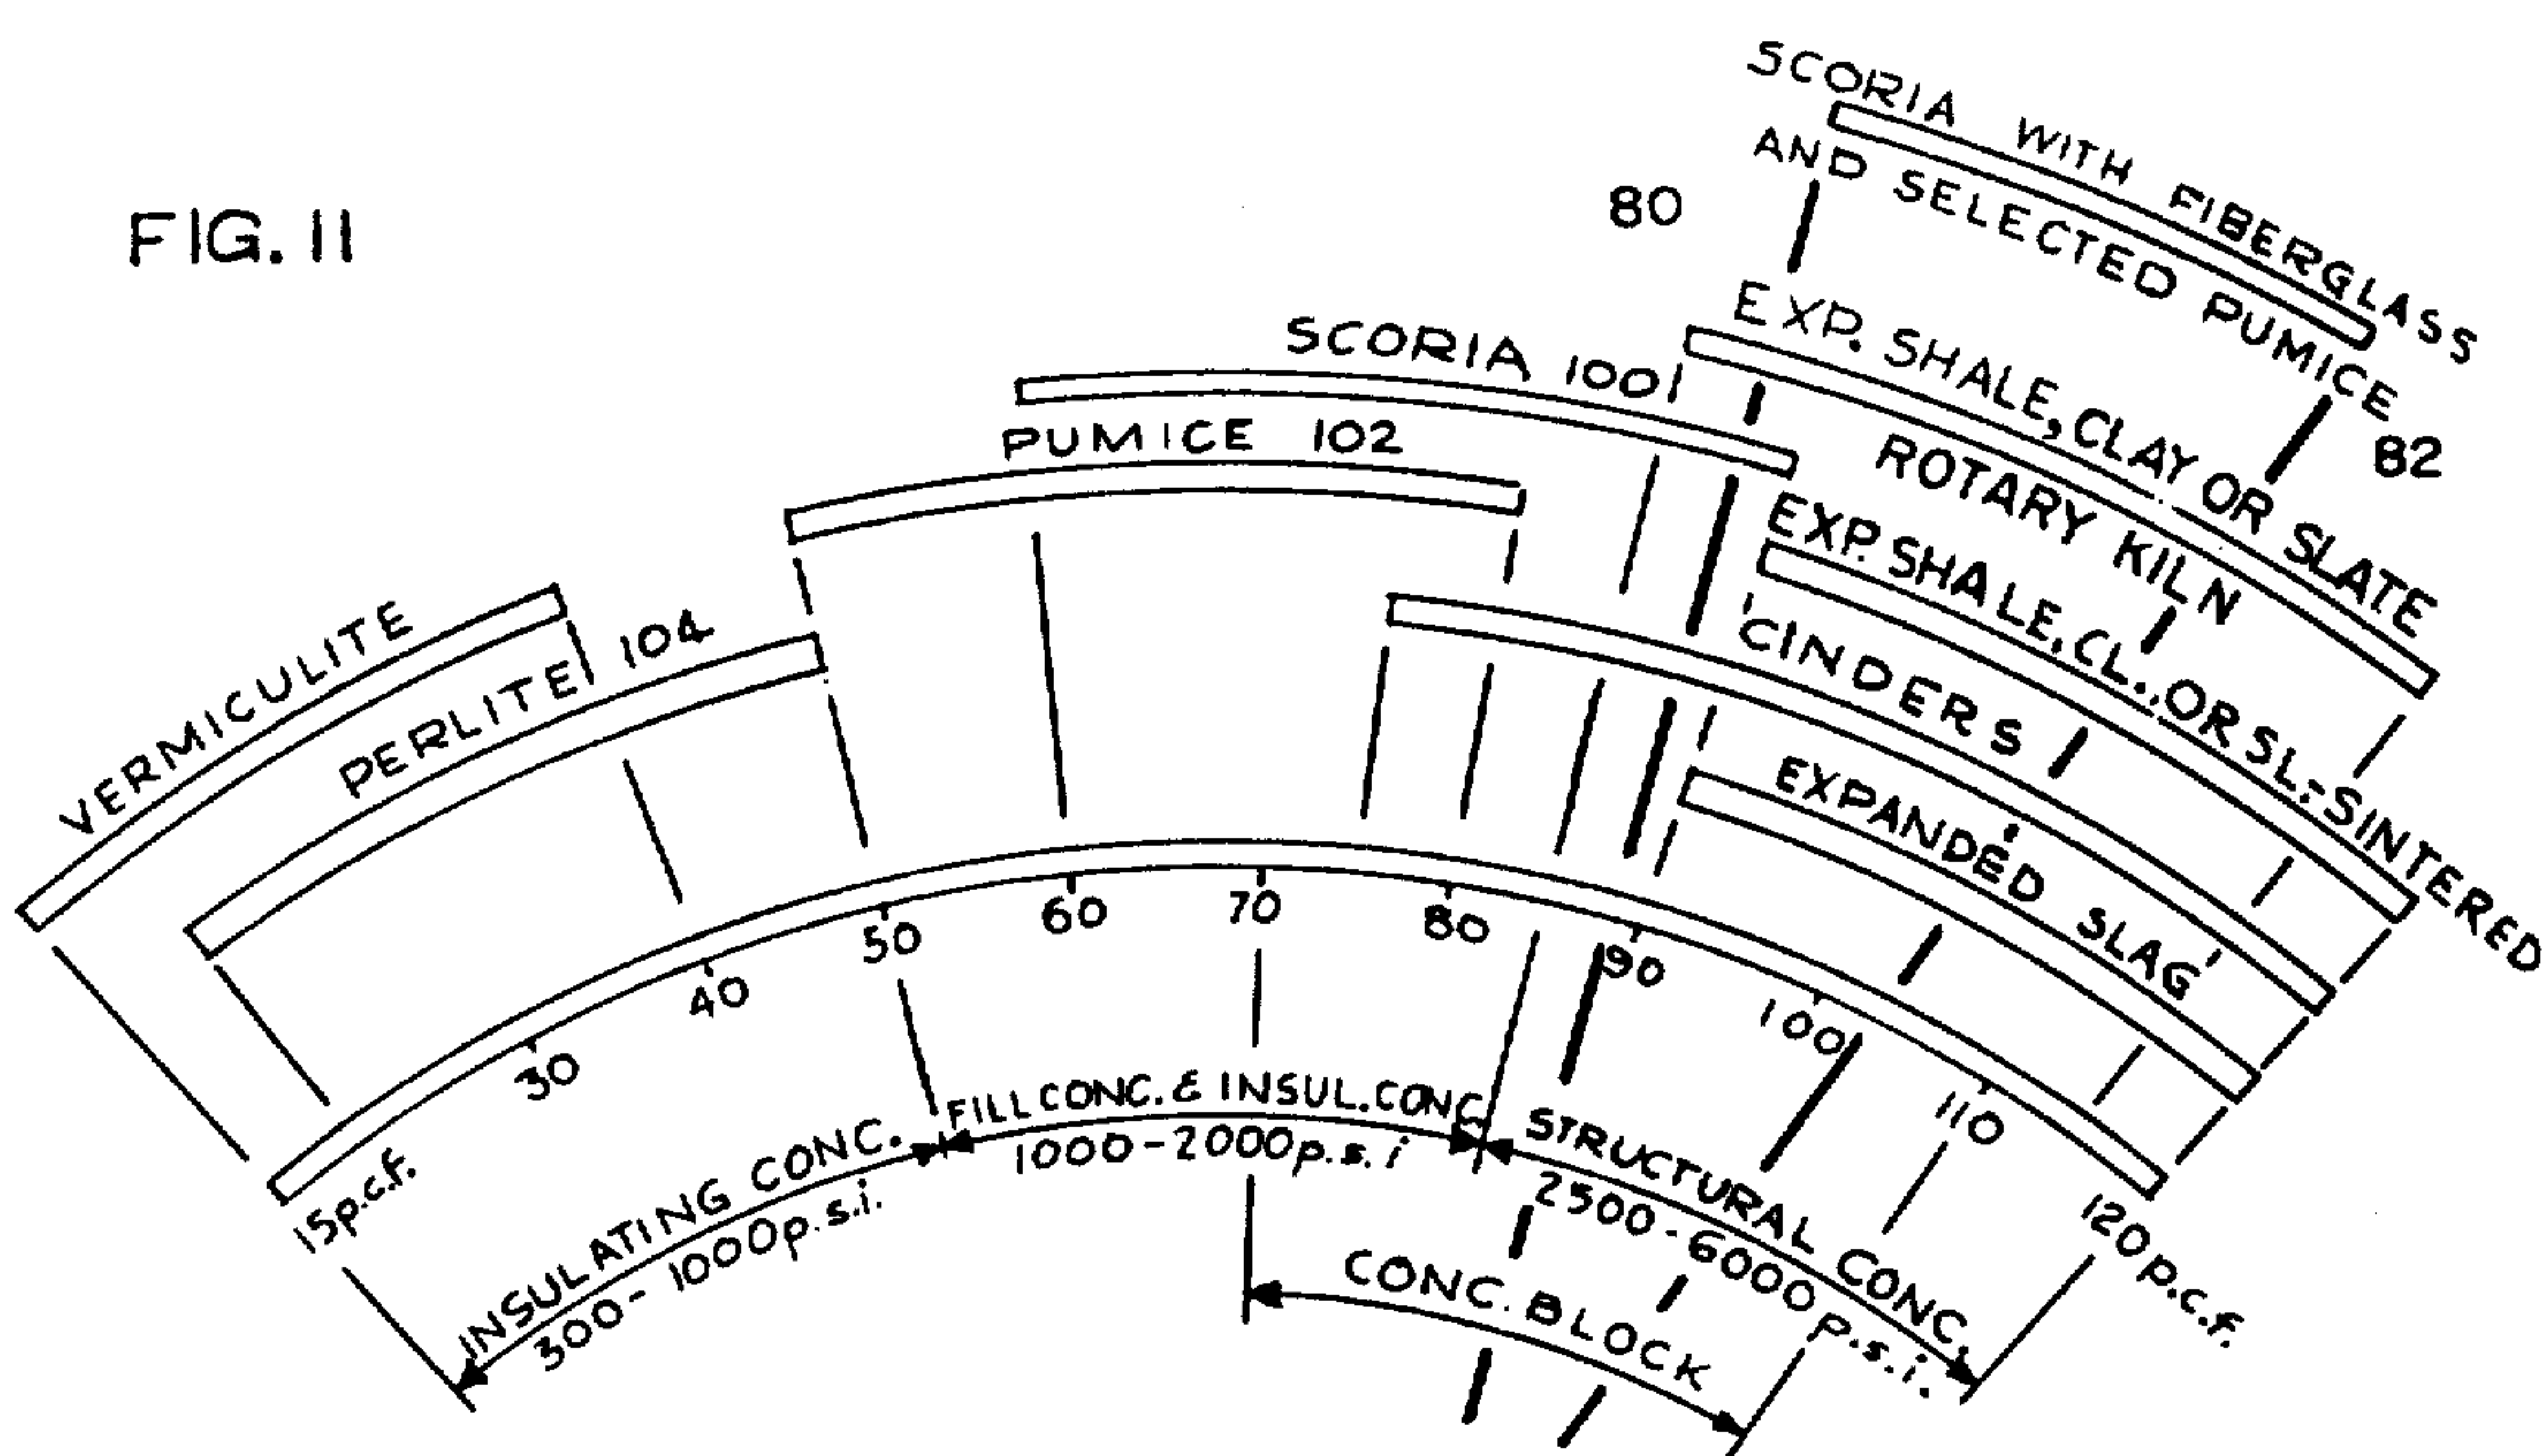 FIG. 11
SCORIA WITH FIBERGLASS
AND SELECTED PUMICE
80
82
EXP. SHALE, CLAY OR SLATE
ROTARY KILN
SCORIA 100
PUMICE 102
EXP. SHALE, CL., OR SL.-SINTERED
'CINDERS'
VERMICULITE
PERLITE 104
'EXPANDED SLAG'
15 p.c.f.
30
40
50
60
70
80
90
100
110
120 p.c.f.
INSULATING CONC.
300-1000 p.s.i.
FILL CONC. & INSUL. CONC.
1000-2000 p.s.i
STRUCTURAL CONC.
2500-6000 p.s.i.
CONC. BLOCK